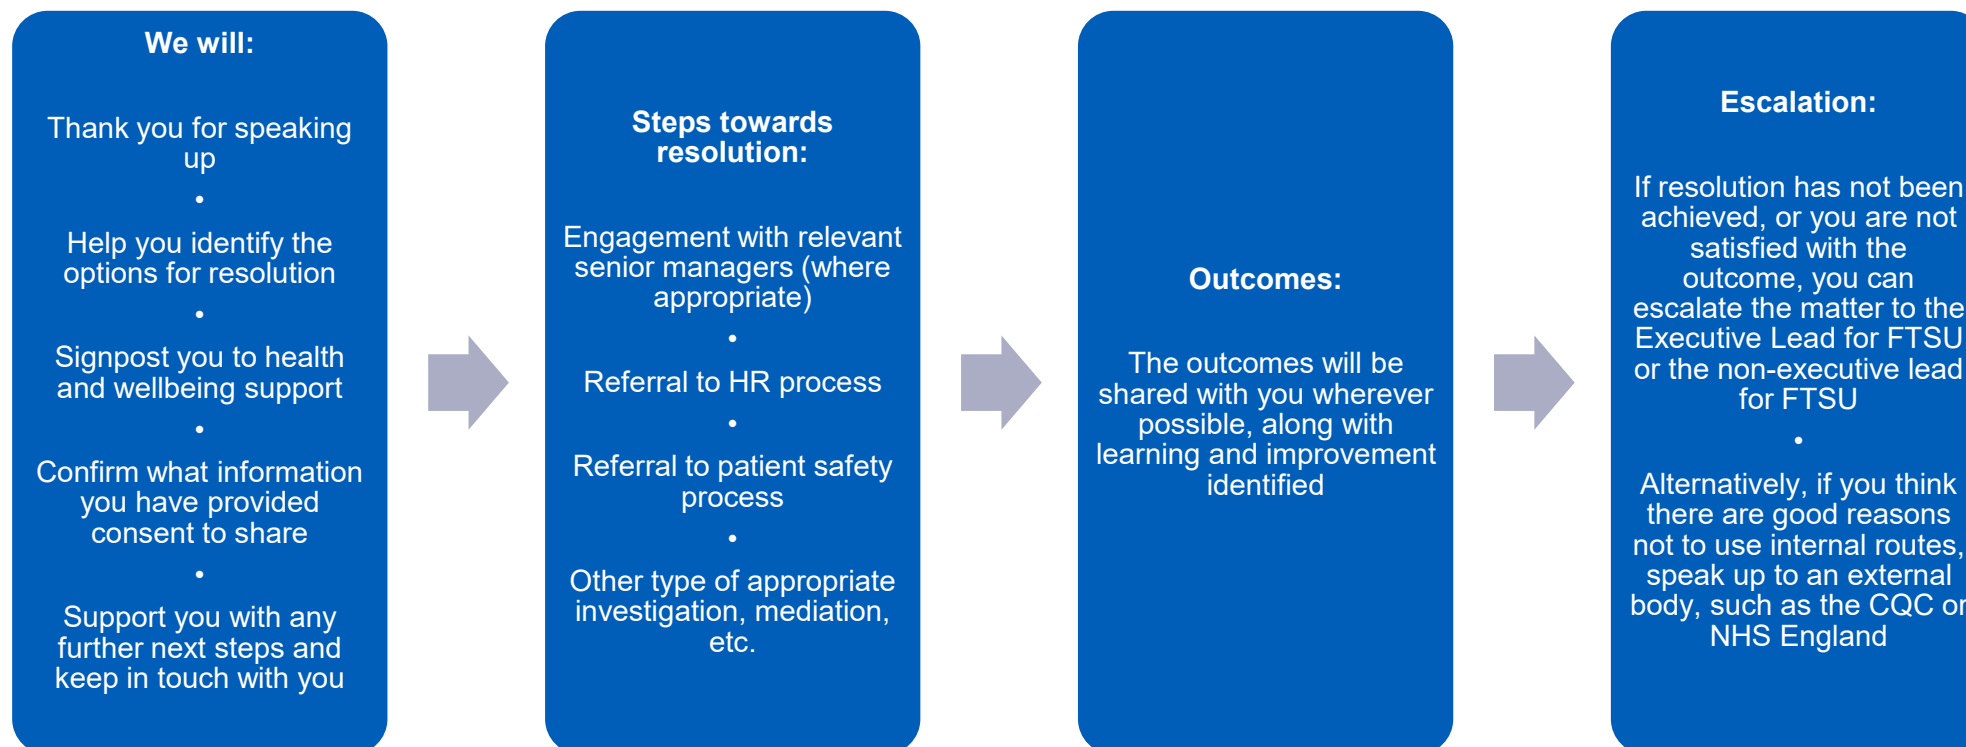 We will:
Thank you for speaking
up
•
Help you identify the
options for resolution
•
Signpost you to health
and wellbeing support
•
Confirm what information
you have provided
consent to share
•
Support you with any
further next steps and
keep in touch with you
Steps towards
resolution:
Engagement with relevant
senior managers (where
appropriate)
•
Referral to HR process
•
Referral to patient safety
process
•
Other type of appropriate
investigation, mediation,
etc.
Outcomes:
The outcomes will be
shared with you wherever
possible, along with
learning and improvement
identified
Escalation:
If resolution has not been
achieved, or you are not
satisfied with the
outcome, you can
escalate the matter to the
Executive Lead for FTSU
or the non-executive lead
for FTSU
•
Alternatively, if you think
there are good reasons
not to use internal routes,
speak up to an external
body, such as the CQC or
NHS England